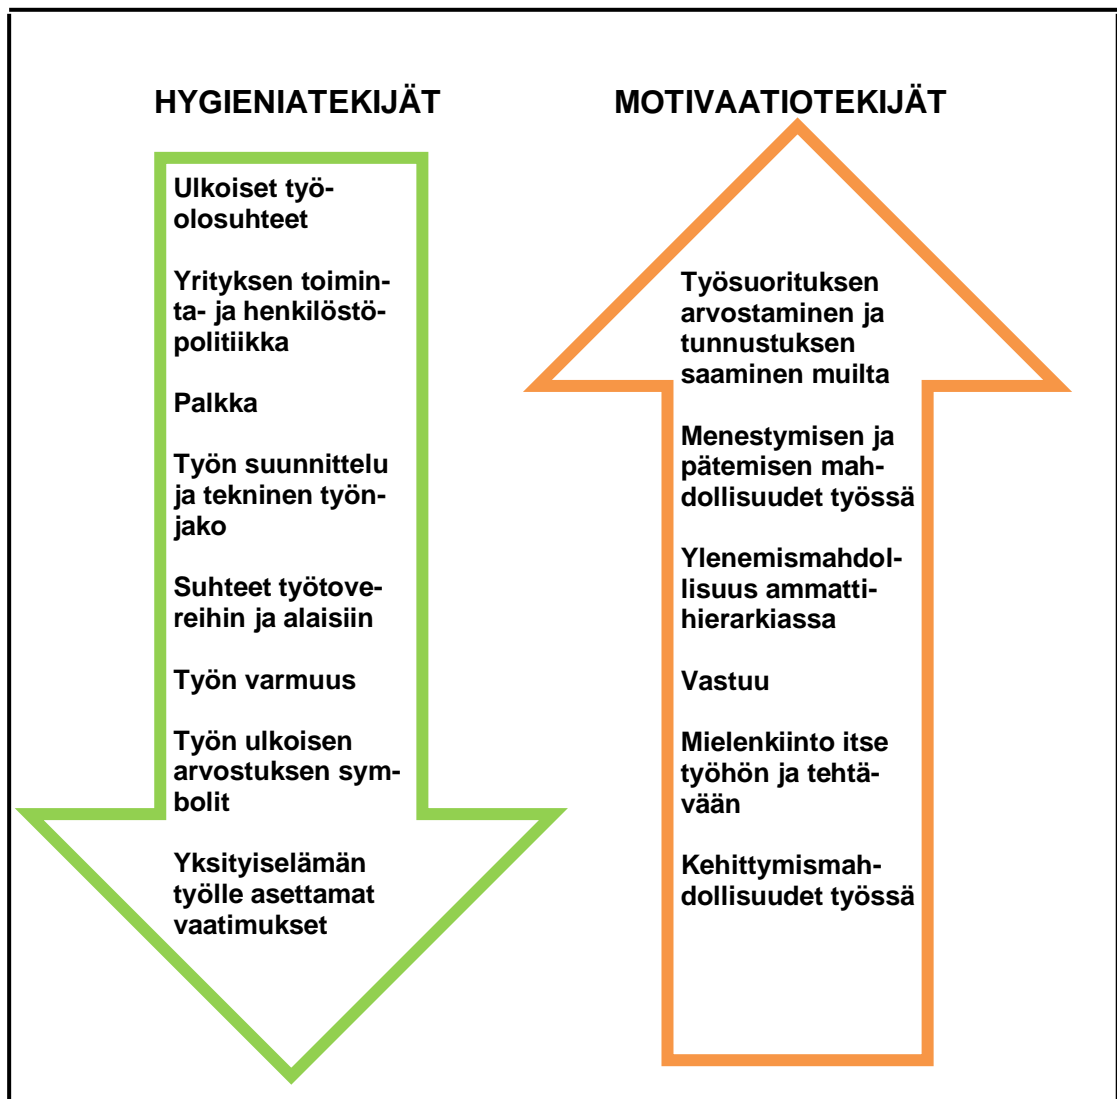 HYGIENIATEKIJÄT
Ulkoiset työ-
olosuhteet
Yrityksen toimin-
ta- ja henkilöstö-
politiikka
Palkka
Työn suunnittelu
ja tekninen työn-
jako
Suhteet työtove-
reihin ja alaisiin
Työn varmuus
Työn ulkoisen
arvostuksen sym-
bolit
Yksityiselämän
työlle asettamat
vaatimukset
MOTIVAATIOTEKIJÄT
Työsuorituksen
arvostaminen ja
tunnustuksen
saaminen muilta
Menestymisen ja
pätemisen mah-
dollisuudet työssä
Ylenemismahdol-
lisuus ammatti-
hierarkiassa
Vastuu
Mielenkiinto itse
työhön ja tehtä-
vään
Kehittymismah-
dollisuudet työssä